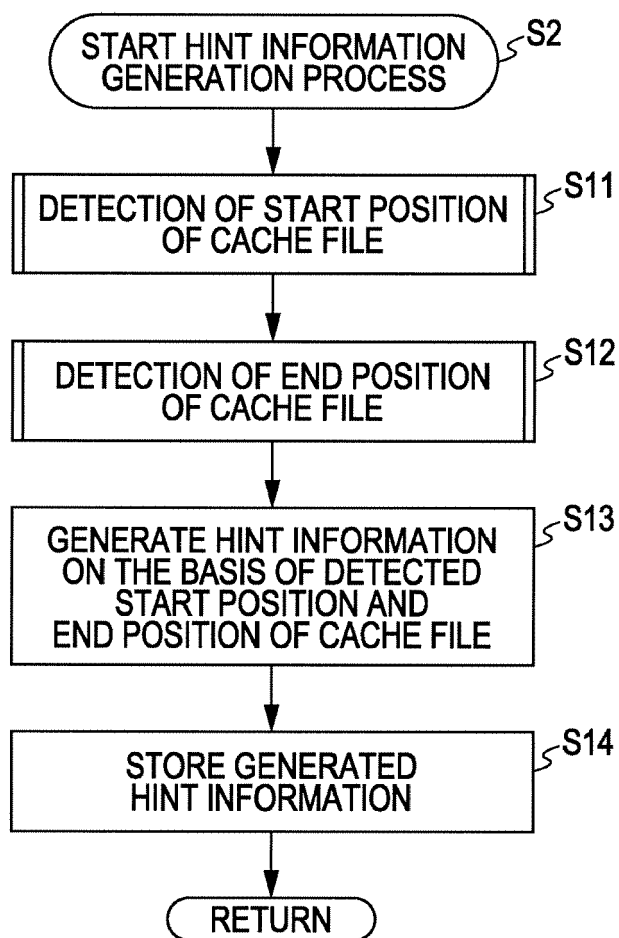 START HINT INFORMATION
GENERATION PROCESS
S2
DETECTION OF START POSITION
OF CACHE FILE
S11
DETECTION OF END POSITION
OF CACHE FILE
S12
GENERATE HINT INFORMATION
ON THE BASIS OF DETECTED
START POSITION AND
END POSITION OF CACHE FILE
S13
STORE GENERATED
HINT INFORMATION
S14
RETURN